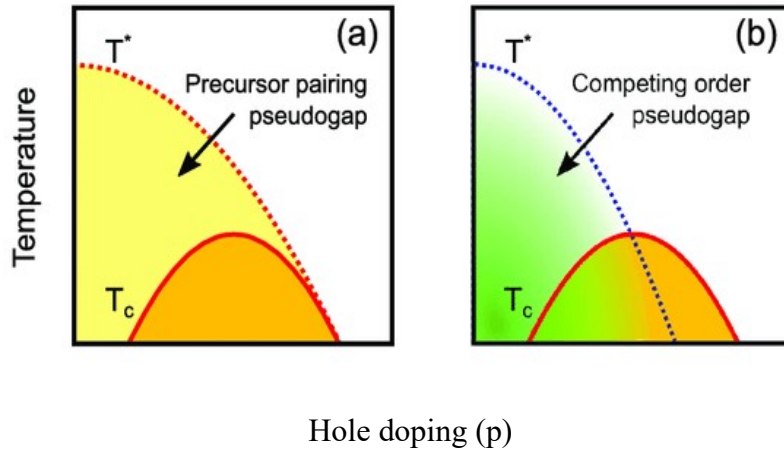 (a)
T*
Precursor pairing
pseudogap
Tc
(b)
T*
Competing order
pseudogap
Tc
Temperature
Hole doping (p)